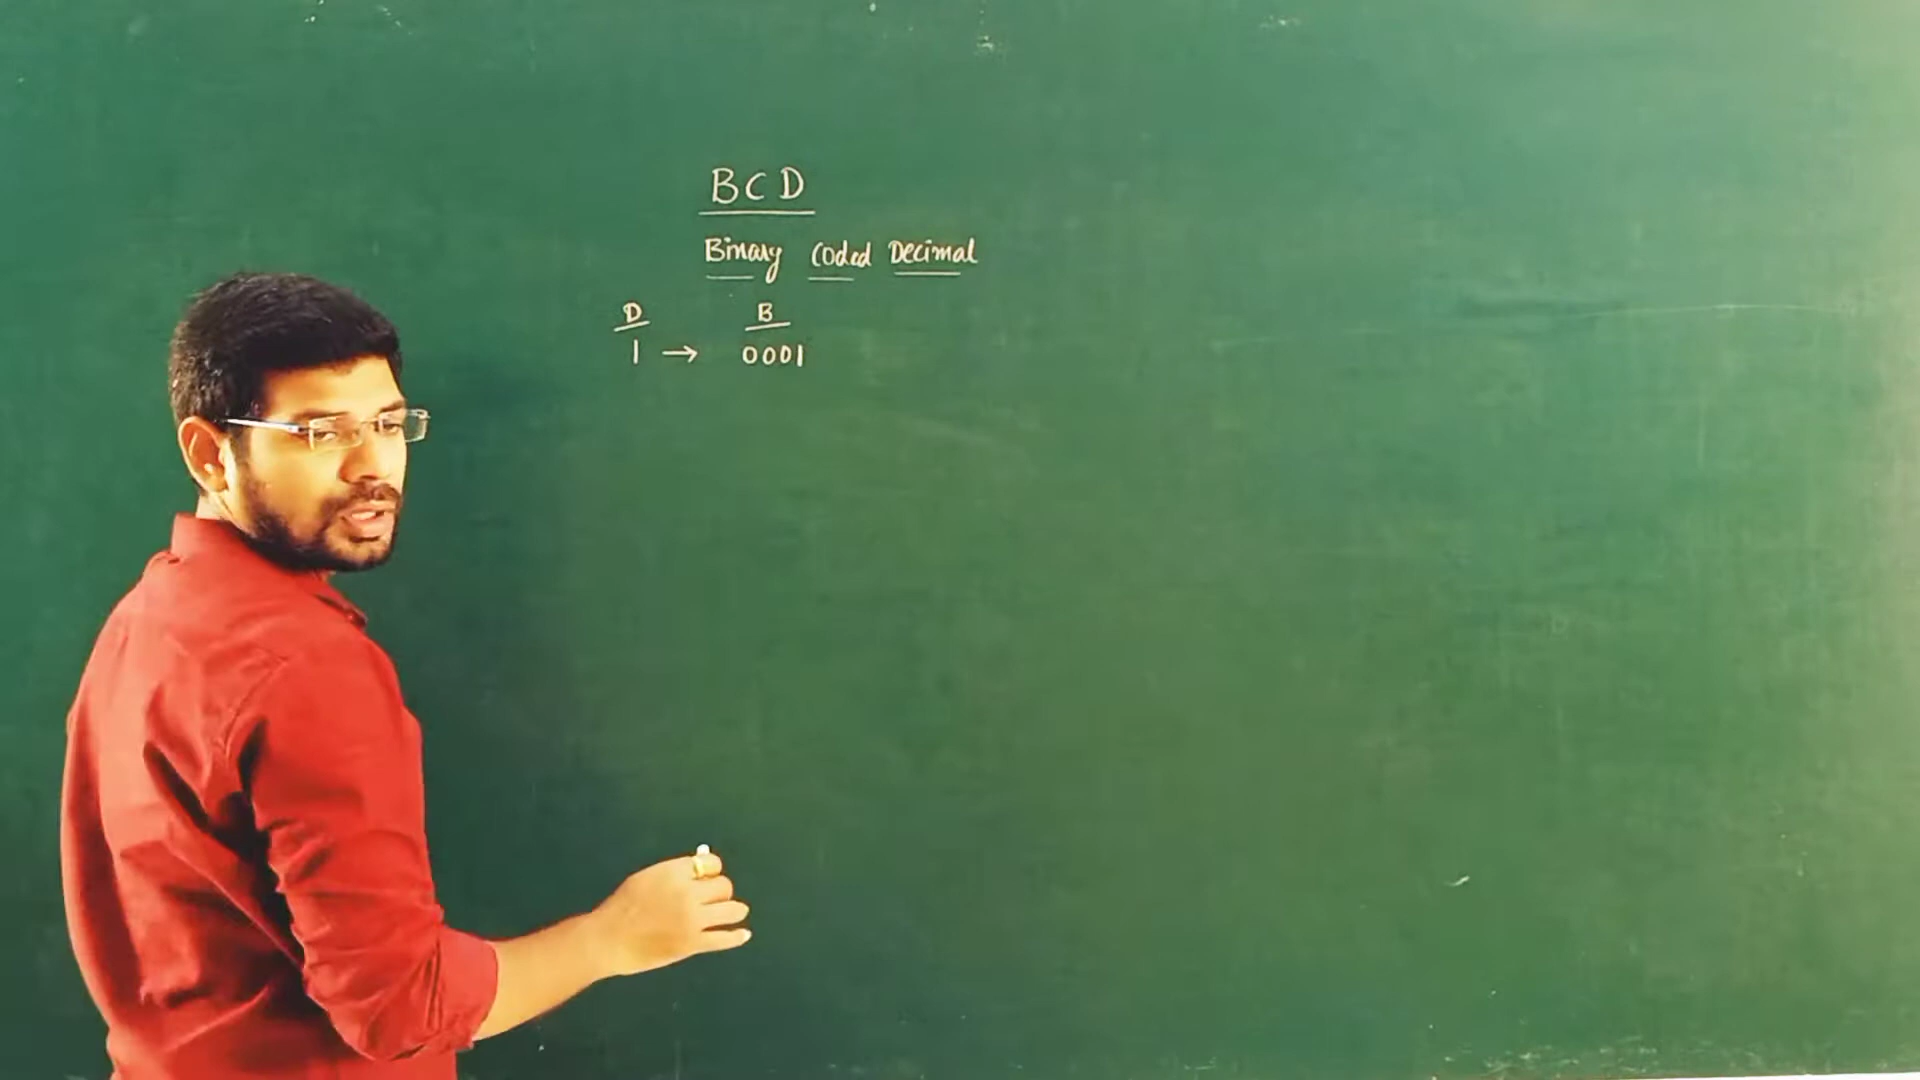 BCD
Binary Coded Decimal
D B
1 → 0001